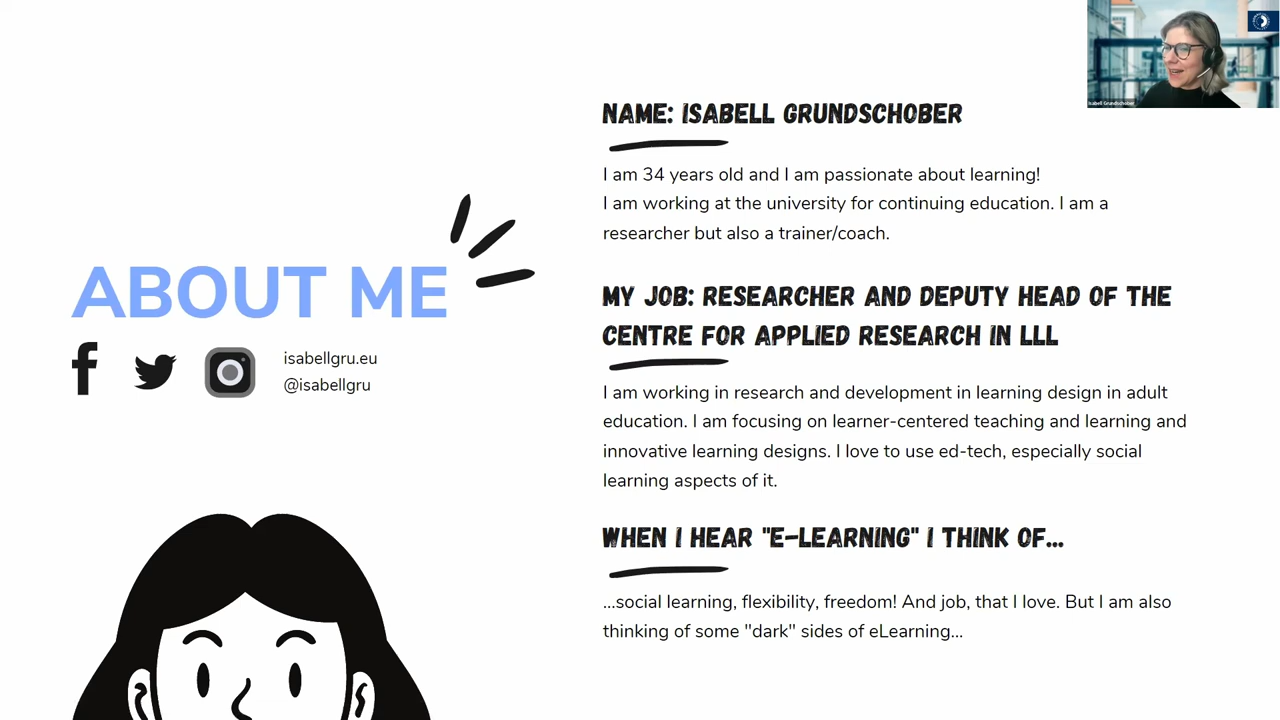 Isabell Grundschober
NAME: ISABELL GRUNDSCHOBER
I am 34 years old and I am passionate about learning!
I am working at the university for continuing education. I am a
researcher but also a trainer/coach.
ABOUT ME
isabellgru.eu
@isabellgru
MY JOB: RESEARCHER AND DEPUTY HEAD OF THE
CENTRE FOR APPLIED RESEARCH IN LLL
I am working in research and development in learning design in adult
education. I am focusing on learner-centered teaching and learning and
innovative learning designs. I love to use ed-tech, especially social
learning aspects of it.
WHEN I HEAR "E-LEARNING" I THINK OF...
...social learning, flexibility, freedom! And job, that I love. But I am also
thinking of some "dark" sides of eLearning...